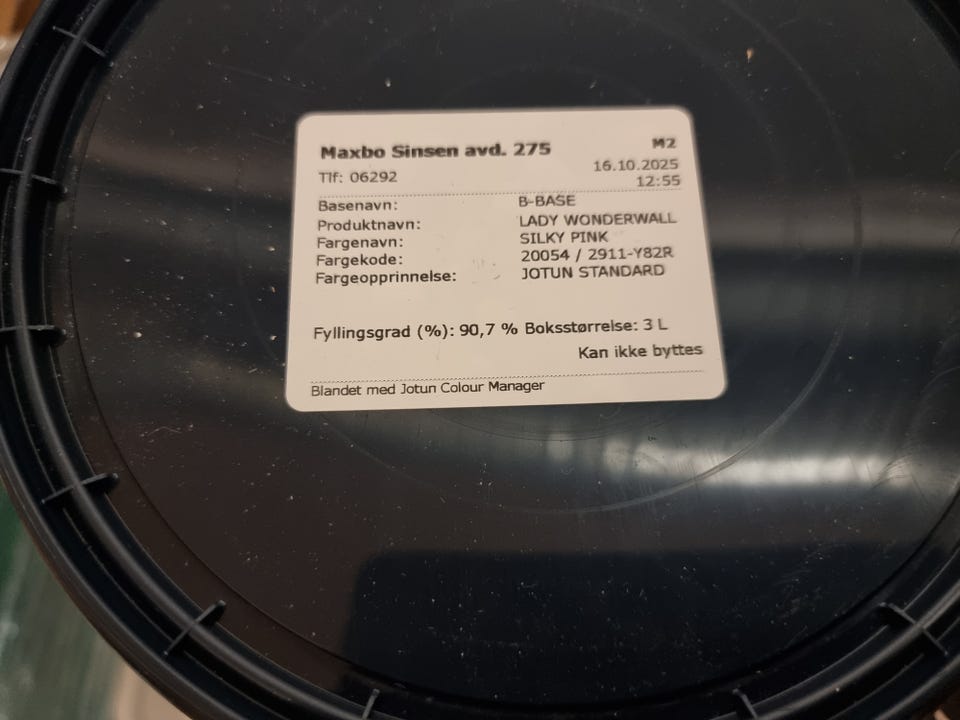 Maxbo Sinsen avd. 275 M2
Tlf: 06292 16.10.2025
12:55
Basenavn: B-BASE
Produktnavn: LADY WONDERWALL
Fargenavn: SILKY PINK
Fargekode: 20054 / 2911-Y82R
Fargeopprinnelse: JOTUN STANDARD
Fyllingsgrad (%): 90,7 % Boksstørrelse: 3 L
Kan ikke byttes
Blandet med Jotun Colour Manager